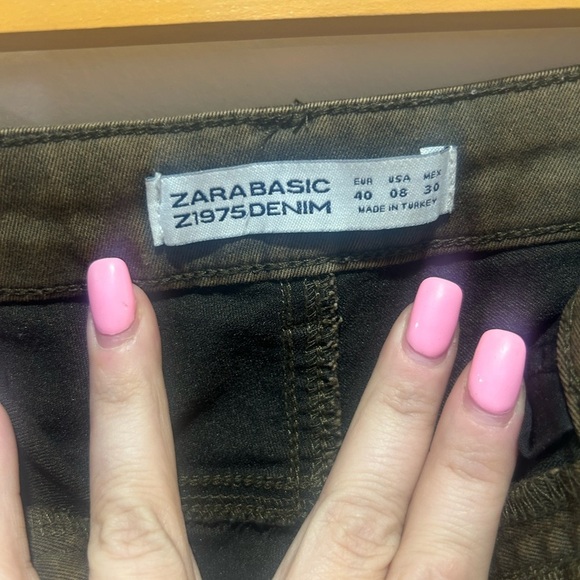 ZARABASIC
Z1975DENIM
EUR USA MEX
40 08 30
MADE IN TURKEY